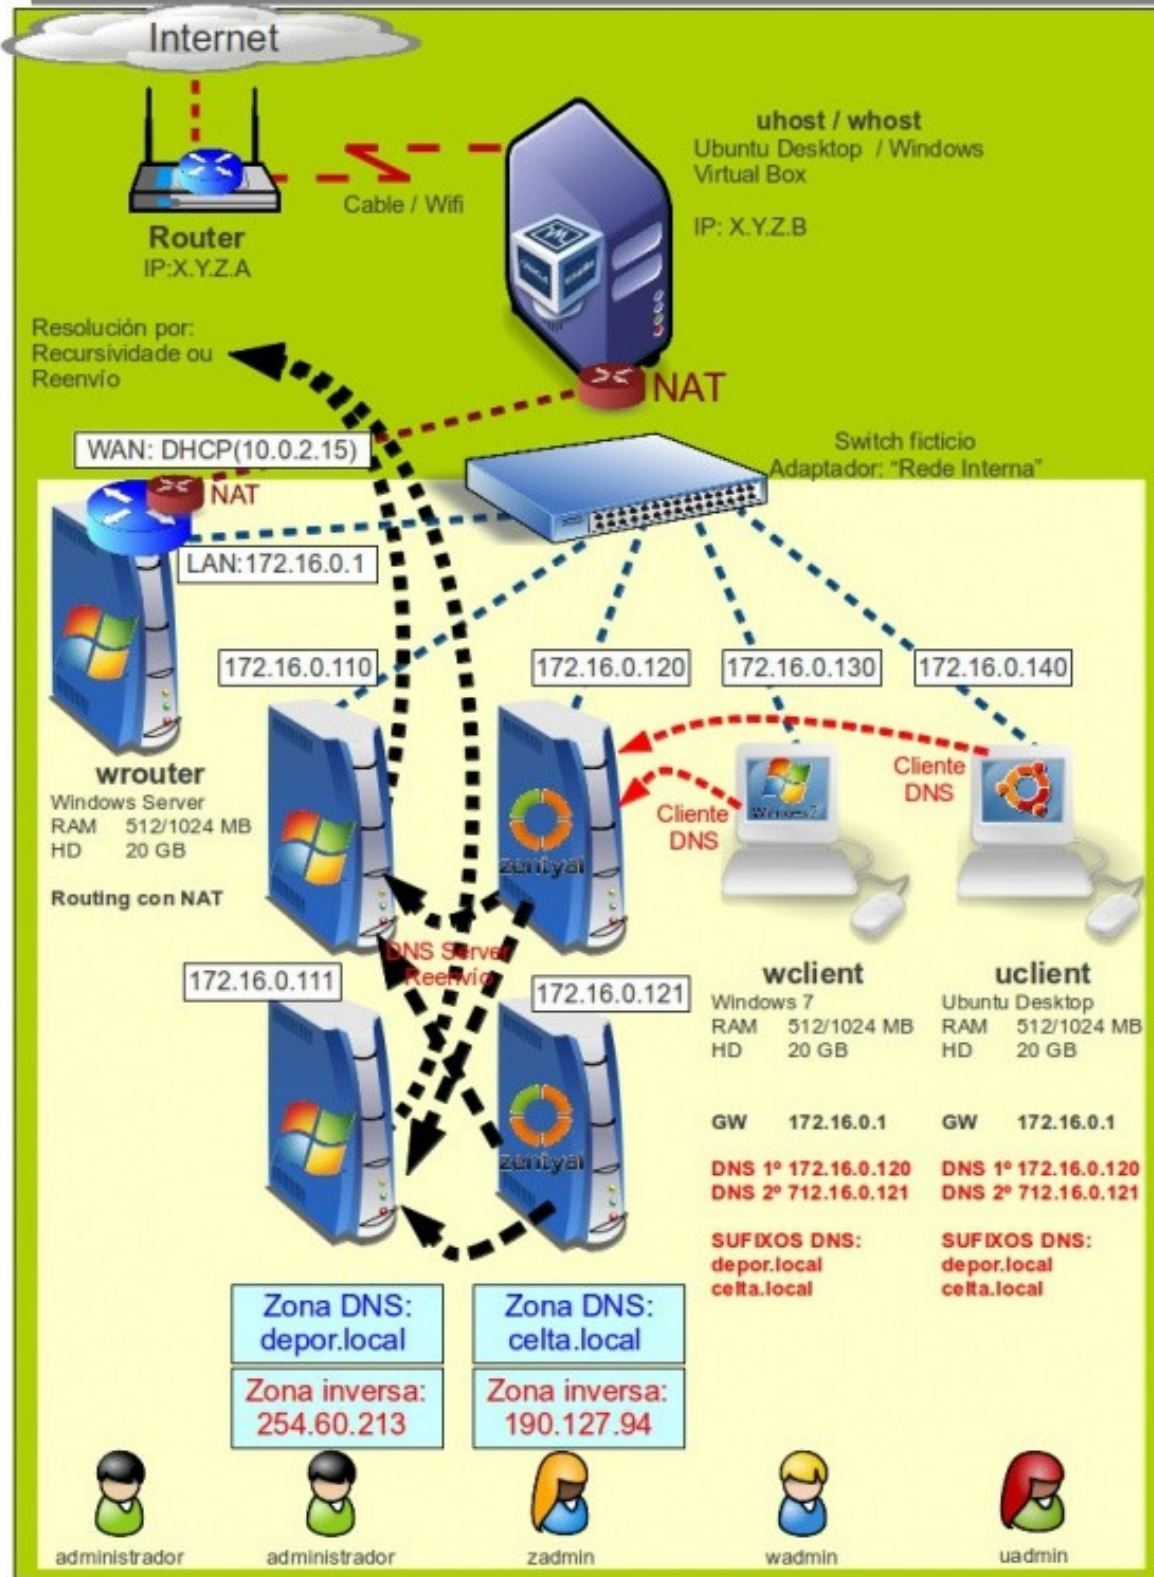 Internet
uhost / whost
Ubuntu Desktop / Windows
Virtual Box
IP: X.Y.Z.B
Cable / Wifi
Router
IP:X.Y.Z.A
Resolución por:
Recursividade ou
Reenvío
NAT
WAN: DHCP(10.0.2.15)
Switch ficticio
Adaptador: "Rede Interna"
NAT
LAN:172.16.0.1
172.16.0.110
172.16.0.120
172.16.0.130
172.16.0.140
wrouter
Windows Server
RAM 512/1024 MB
HD 20 GB
Routing con NAT
zentyal
Cliente
DNS
Windows 7
Cliente
DNS
DNS Server
Reenvío
172.16.0.111
172.16.0.121
zentyal
wclient
Windows 7
RAM 512/1024 MB
HD 20 GB
GW 172.16.0.1
DNS 1º 172.16.0.120
DNS 2º 712.16.0.121
SUFIXOS DNS:
depor.local
celta.local
uclient
Ubuntu Desktop
RAM 512/1024 MB
HD 20 GB
GW 172.16.0.1
DNS 1º 172.16.0.120
DNS 2º 712.16.0.121
SUFIXOS DNS:
depor.local
celta.local
Zona DNS:
depor.local
Zona DNS:
celta.local
Zona inversa:
254.60.213
Zona inversa:
190.127.94
administrador
administrador
zadmin
wadmin
uadmin